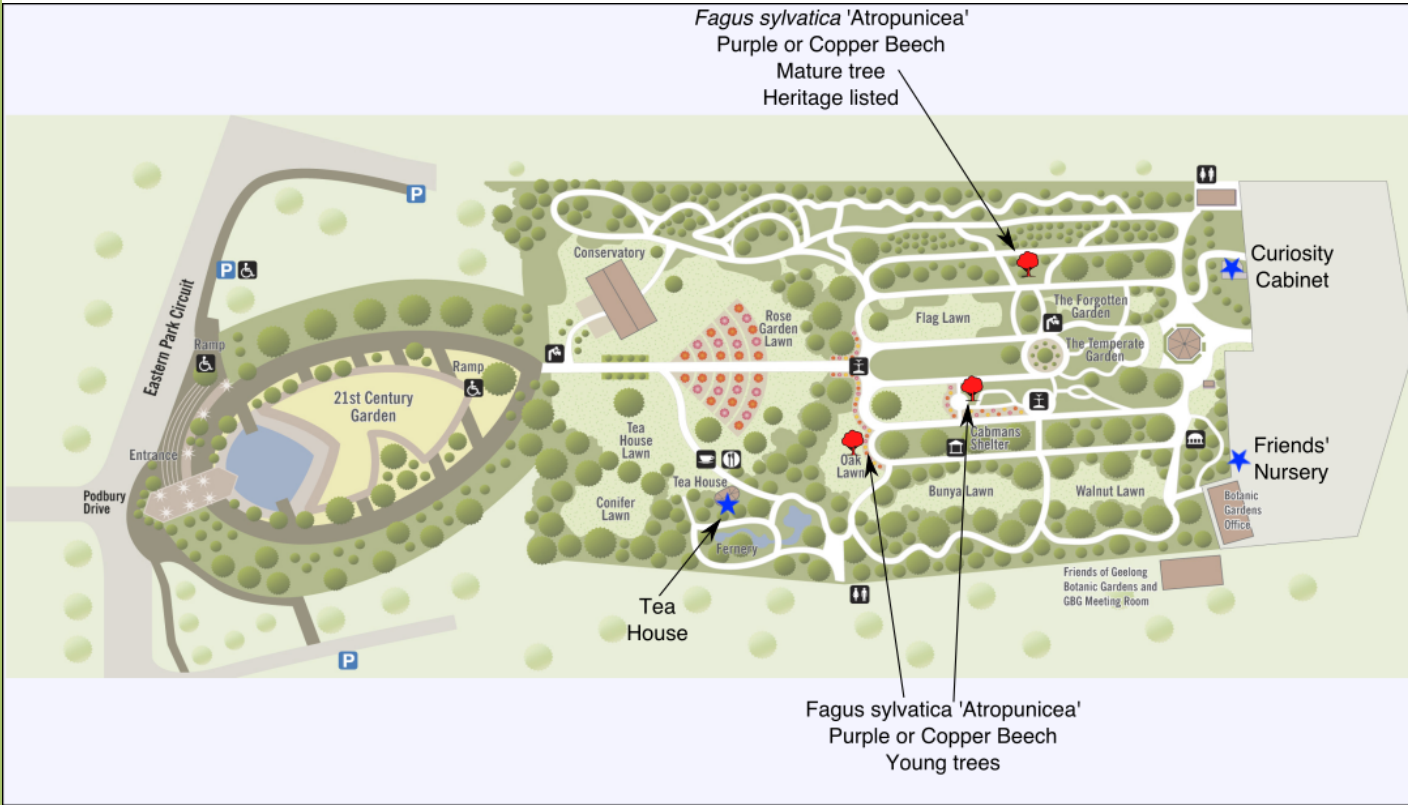 Fagus sylvatica 'Atropunicea'
Purple or Copper Beech
Mature tree
Heritage listed
P
Curiosity
Cabinet
Conservatory
P
Eastern Park Circuit
The Forgotten
Garden
Rose
Garden
Lawn
Flag Lawn
Ramp
The Temperate
Garden
Ramp
21st Century
Garden
Tea
House
Lawn
Cabmans
Shelter
Entrance
Oak
Lawn
Friends'
Nursery
Tea House
Bunya Lawn
Walnut Lawn
Podbury
Drive
Conifer
Lawn
Botanic
Gardens
Office
Fernery
Friends of Geelong
Botanic Gardens and
GBG Meeting Room
Tea
House
P
Fagus sylvatica 'Atropunicea'
Purple or Copper Beech
Young trees